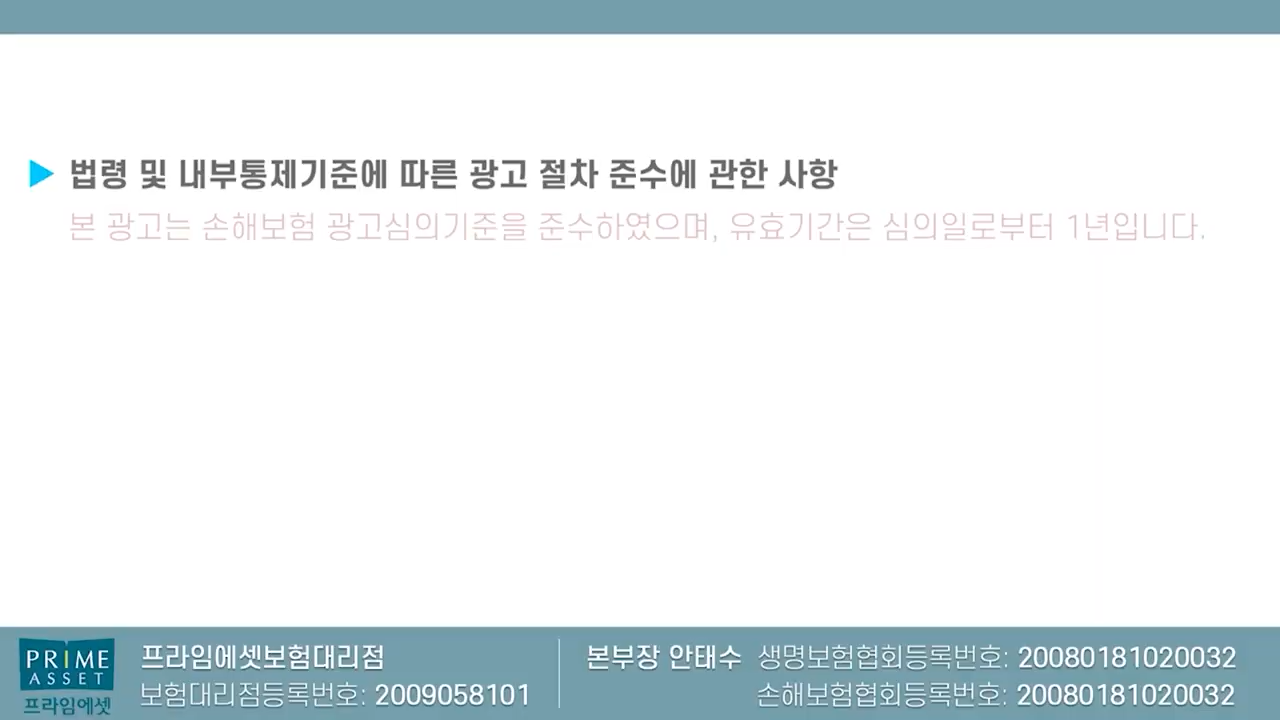 ▶ 법령 및 내부통제기준에 따른 광고 절차 준수에 관한 사항
본 광고는 손해보험 광고심의기준을 준수하였으며, 유효기간은 심의일로부터 1년입니다.
PRIME
ASSET
프라임에셋
프라임에셋보험대리점
보험대리점등록번호: 2009058101
본부장 안태수 생명보험협회등록번호: 20080181020032
손해보험협회등록번호: 20080181020032